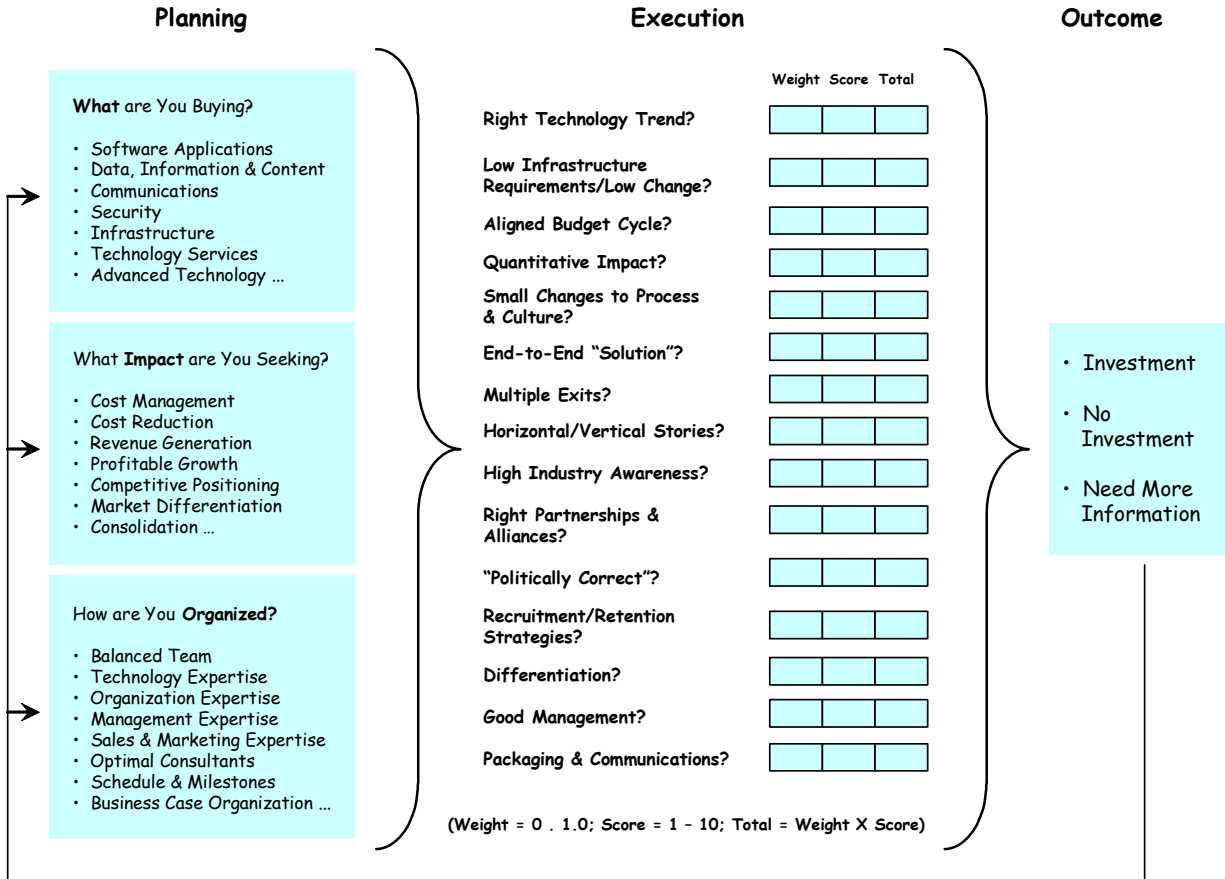 Planning
Execution
Outcome
What are You Buying?
• Software Applications
• Data, Information & Content
• Communications
• Security
• Infrastructure
• Technology Services
• Advanced Technology ...
What Impact are You Seeking?
• Cost Management
• Cost Reduction
• Revenue Generation
• Profitable Growth
• Competitive Positioning
• Market Differentiation
• Consolidation ...
How are You Organized?
• Balanced Team
• Technology Expertise
• Organization Expertise
• Management Expertise
• Sales & Marketing Expertise
• Optimal Consultants
• Schedule & Milestones
• Business Case Organization ...
Weight Score Total
Right Technology Trend?
Low Infrastructure
Requirements/Low Change?
Aligned Budget Cycle?
Quantitative Impact?
Small Changes to Process
& Culture?
End-to-End “Solution”?
Multiple Exits?
Horizontal/Vertical Stories?
High Industry Awareness?
Right Partnerships &
Alliances?
“Politically Correct”?
Recruitment/Retention
Strategies?
Differentiation?
Good Management?
Packaging & Communications?
(Weight = 0 . 1.0; Score = 1 - 10; Total = Weight X Score)
• Investment
• No
Investment
• Need More
Information